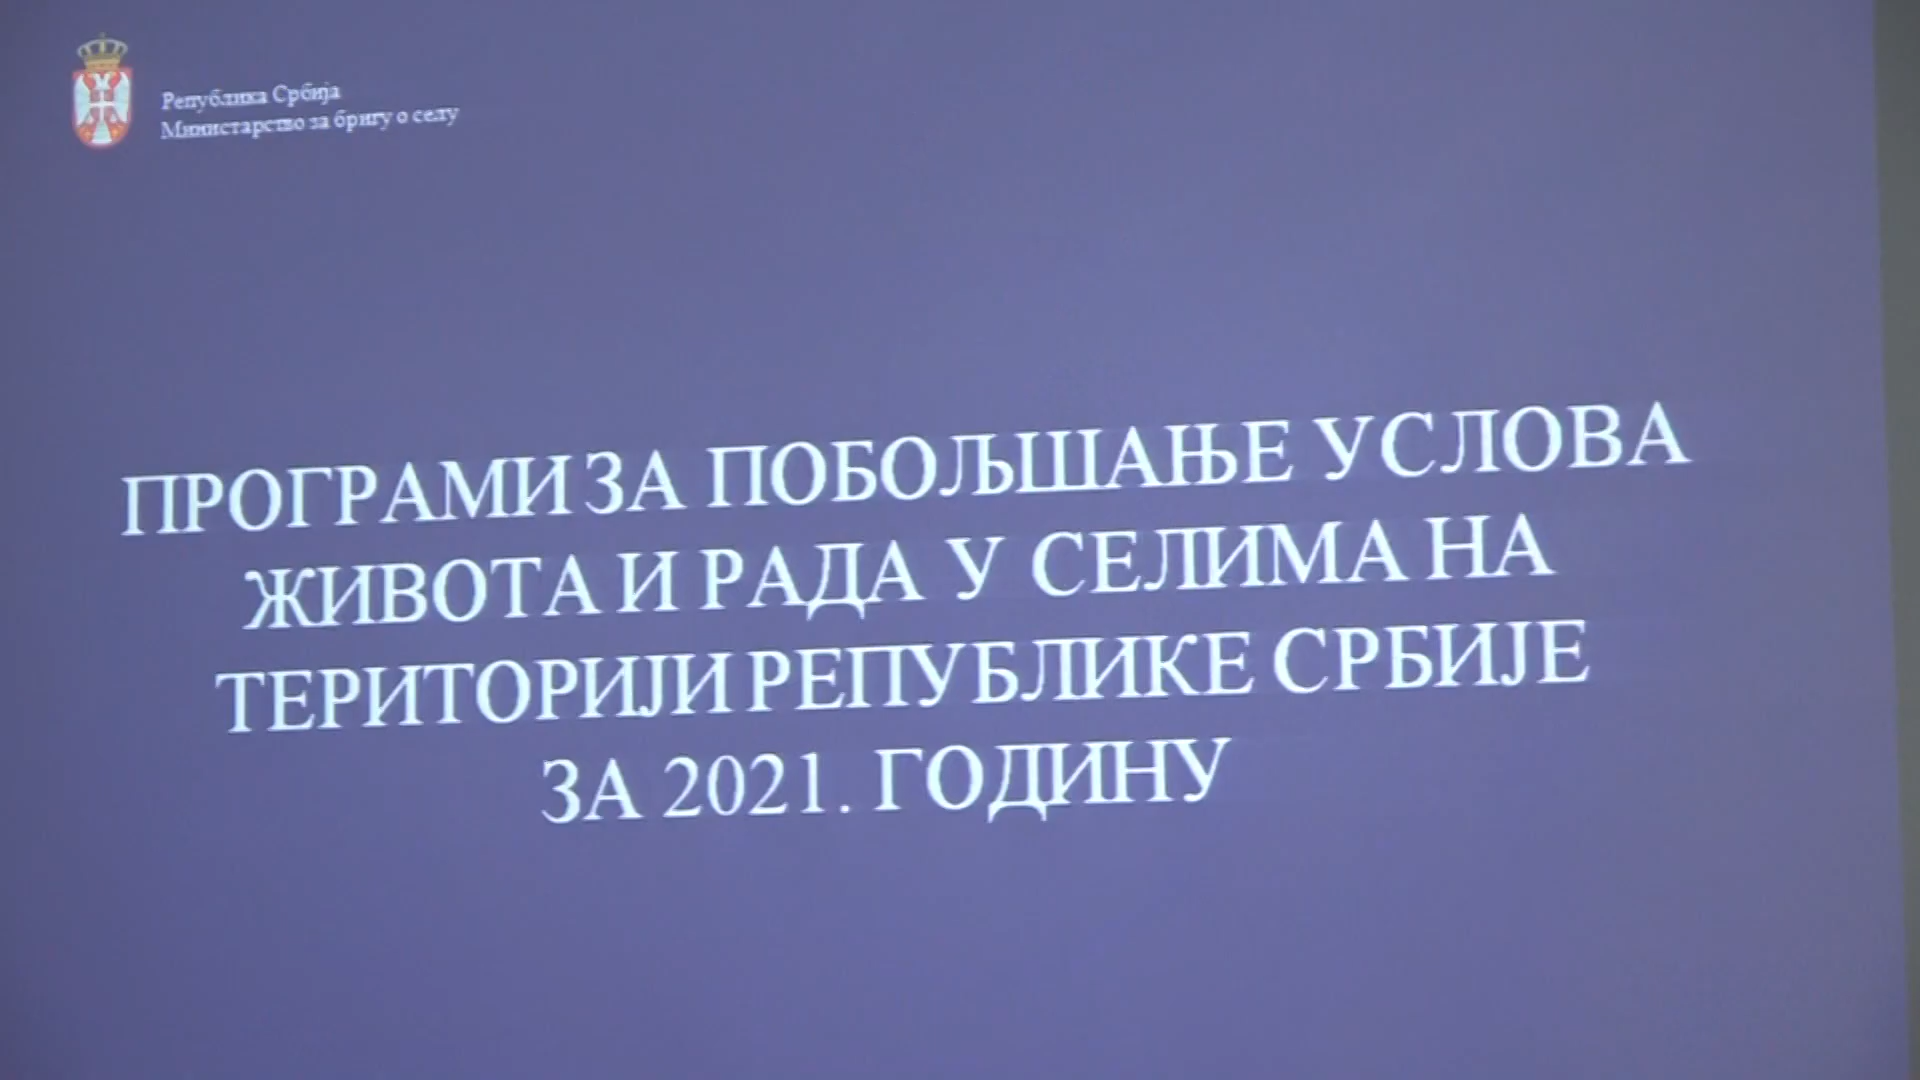 Република Србија
Министарство за бригу о селу
ПРОГРАМИ ЗА ПОБОЉШАЊЕ УСЛОВА
ЖИВОТА И РАДА У СЕЛИМА НА
ТЕРИТОРИЈИ РЕПУБЛИКЕ СРБИЈЕ
ЗА 2021. ГОДИНУ